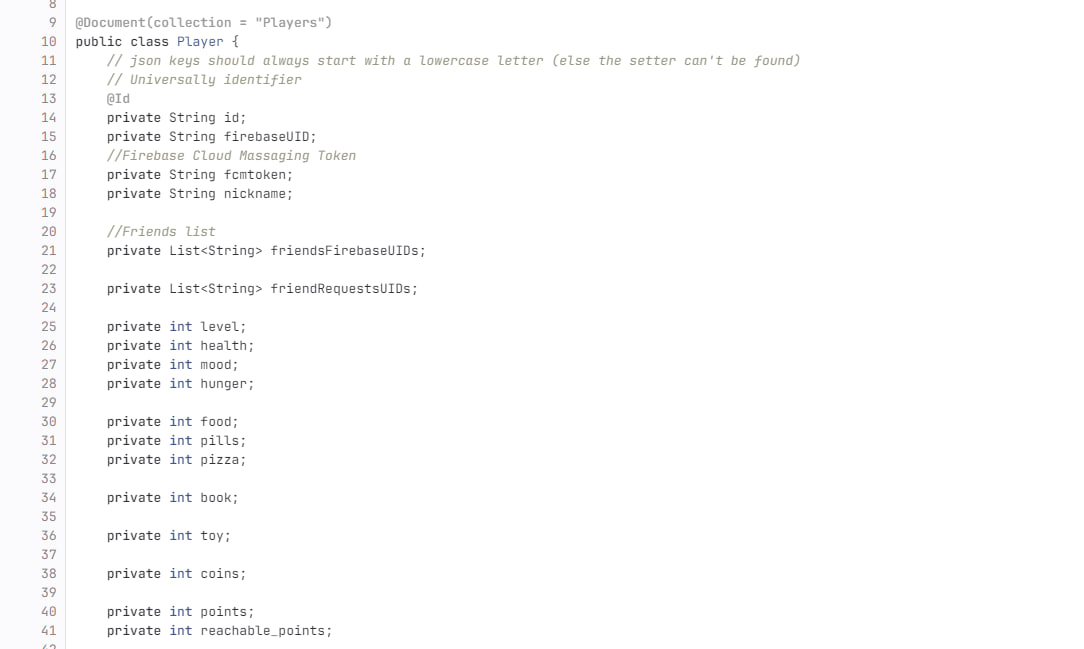 8
9 @Document(collection = "Players")
10 public class Player {
11 // json keys should always start with a lowercase letter (else the setter can't be found)
12 // Universally identifier
13 @Id
14 private String id;
15 private String firebaseUID;
16 //Firebase Cloud Massaging Token
17 private String fcmtoken;
18 private String nickname;
19
20 //Friends list
21 private List<String> friendsFirebaseUIDs;
22
23 private List<String> friendRequestsUIDs;
24
25 private int level;
26 private int health;
27 private int mood;
28 private int hunger;
29
30 private int food;
31 private int pills;
32 private int pizza;
33
34 private int book;
35
36 private int toy;
37
38 private int coins;
39
40 private int points;
41 private int reachable_points;
42